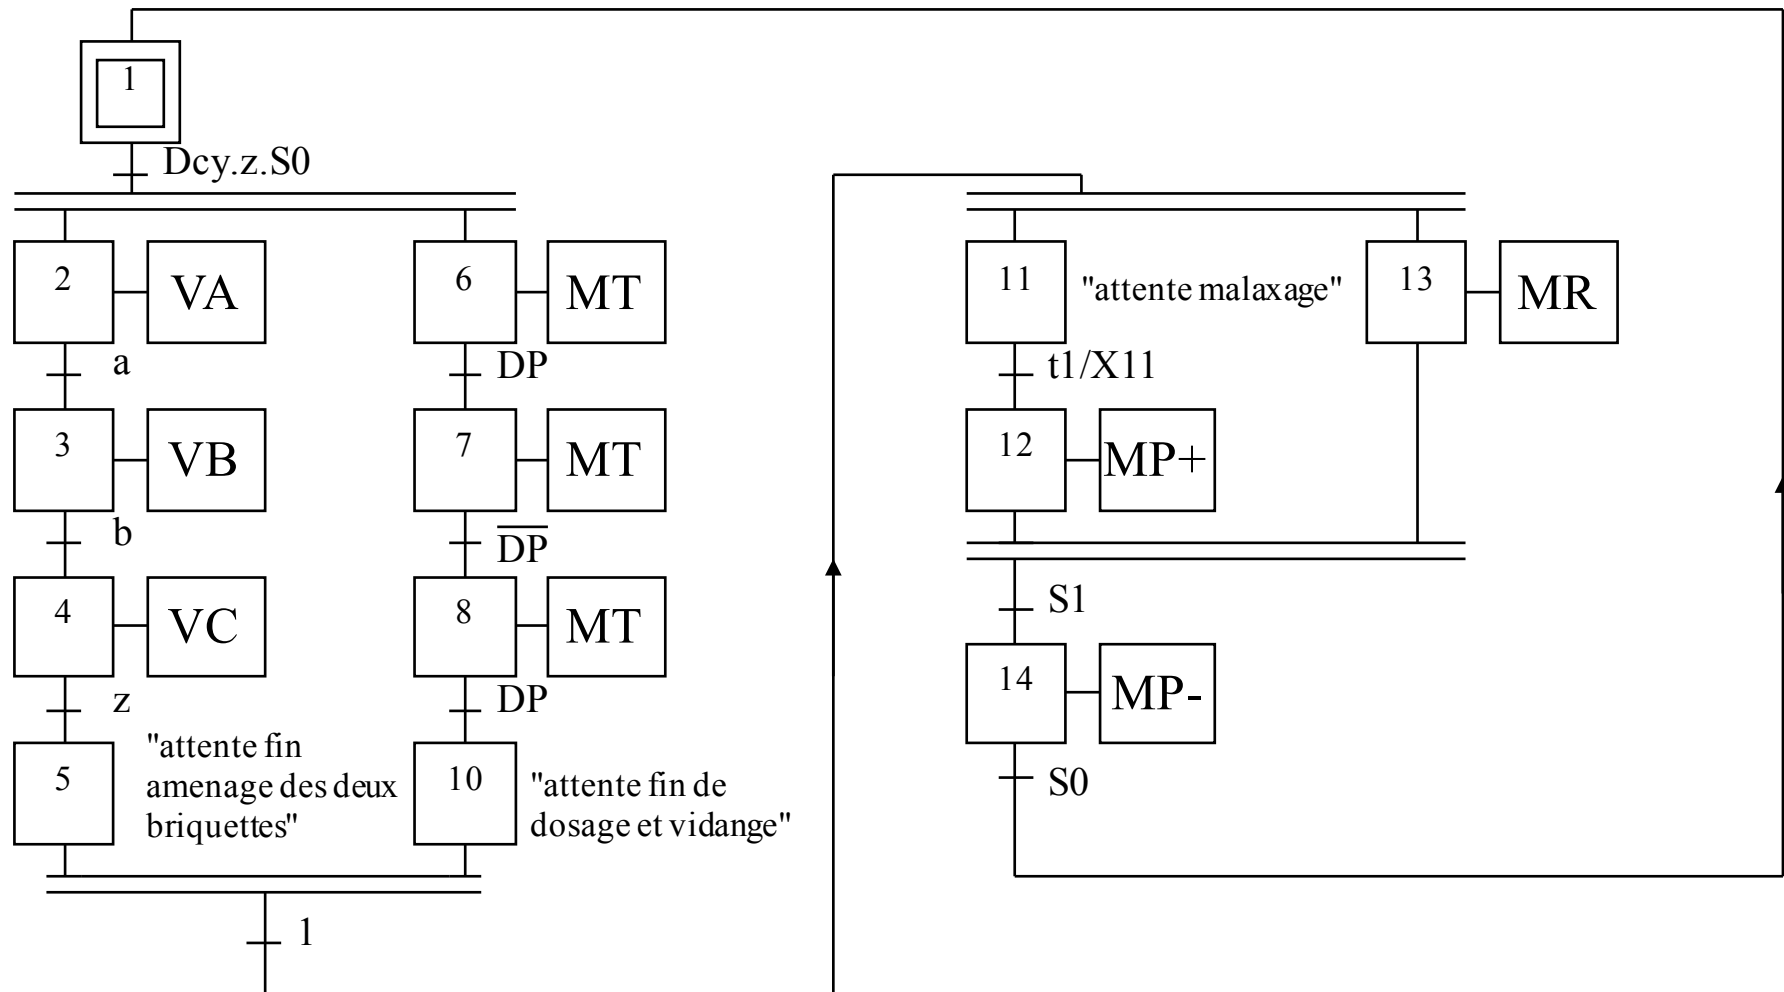 1
Dcy.z.S0
2
VA
6
MT
11
"attente malaxage"
13
MR
a
DP
t1/X11
3
VB
7
MT
12
MP+
b
D̅P̅
S1
4
VC
8
MT
14
MP-
z
DP
S0
5
"attente fin
amenage des deux
briquettes"
10
"attente fin de
dosage et vidange"
1